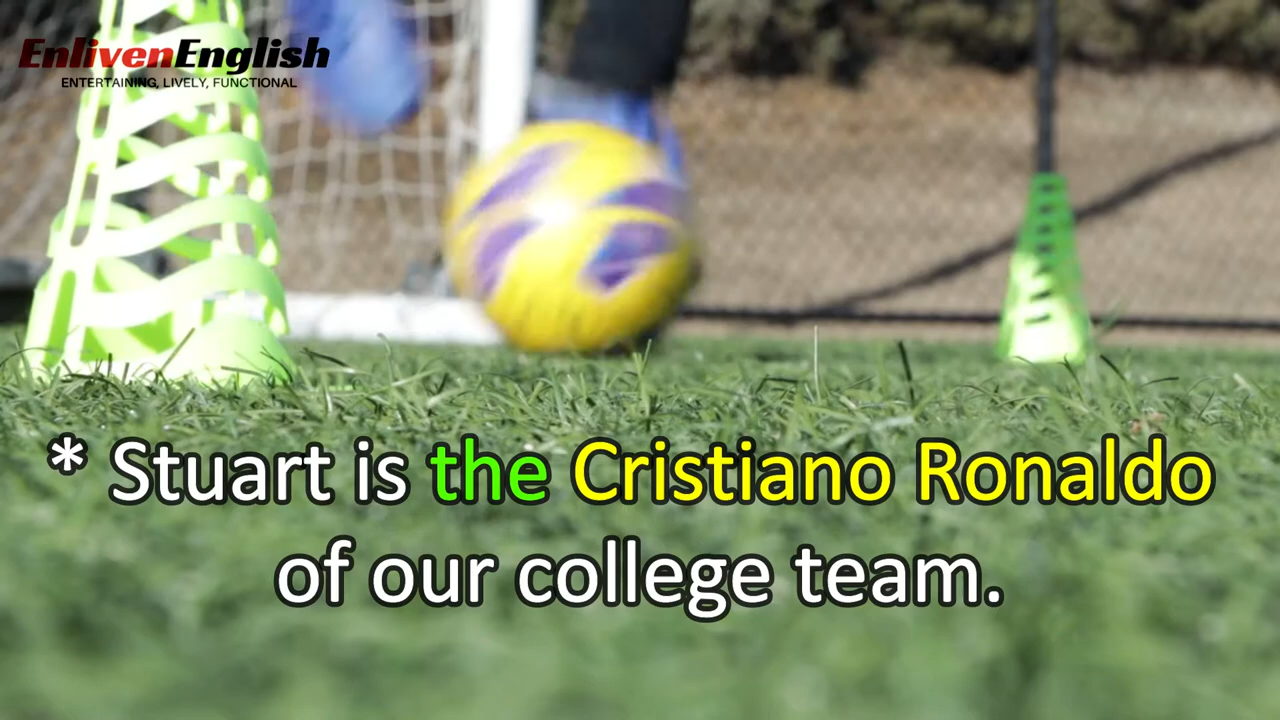 EnlivenEnglish
ENTERTAINING, LIVELY, FUNCTIONAL
* Stuart is the Cristiano Ronaldo
of our college team.